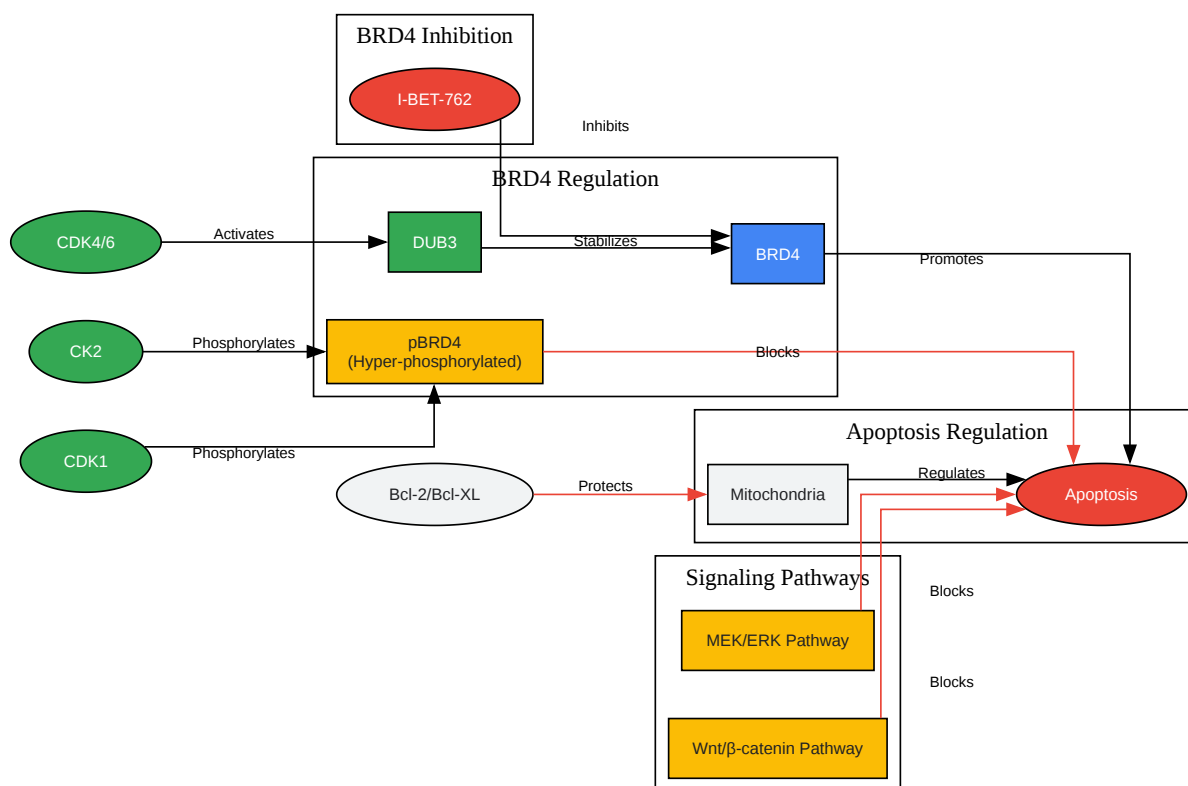 BRD4 Inhibition
I-BET-762
Inhibits
BRD4 Regulation
CDK4/6
Activates
DUB3
Stabilizes
BRD4
Promotes
CK2
Phosphorylates
pBRD4
(Hyper-phosphorylated)
Blocks
CDK1
Phosphorylates
Apoptosis Regulation
Bcl-2/Bcl-XL
Protects
Mitochondria
Regulates
Apoptosis
Signaling Pathways
Blocks
MEK/ERK Pathway
Blocks
Wnt/β-catenin Pathway